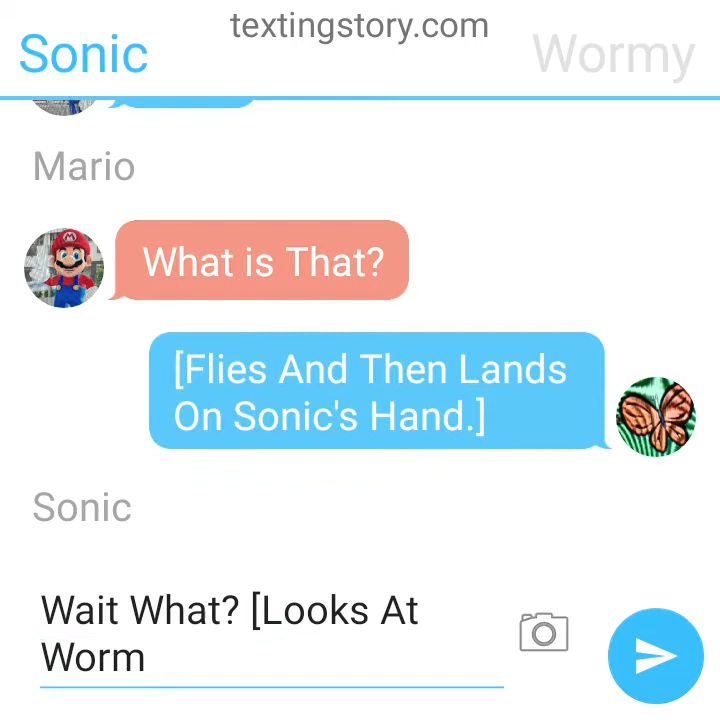 textingstory.com
Sonic
Wormy
Mario
What is That?
[Flies And Then Lands
On Sonic's Hand.]
Sonic
Wait What? [Looks At
Worm